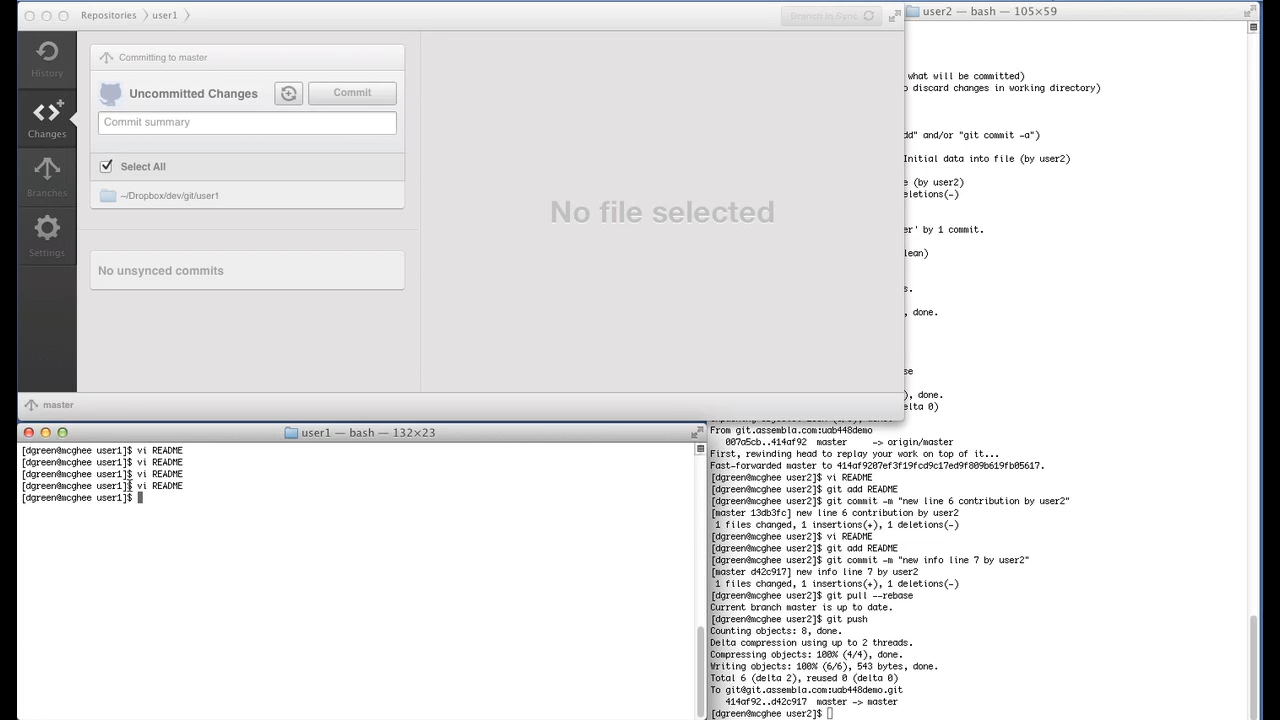 Repositories user1
Branch in Sync
History
Changes
Branches
Settings
Committing to master
Uncommitted Changes
Commit
Commit summary
Select All
~/Dropbox/dev/git/user1
No unsynced commits
No file selected
master
user2 — bash — 105×59
what will be committed)
o discard changes in working directory)
dd" and/or "git commit -a")
Initial data into file (by user2)
e (by user2)
eletions(-)
er' by 1 commit.
lean)
s.
, done.
se
), done.
elta 0)
From git.assembla.com:uab448demo
007a5cb..414af92 master -> origin/master
First, rewinding head to replay your work on top of it...
Fast-forwarded master to 414af9207ef3f19fcd9c17ed9f809b619fb05617.
[dgreen@mcghee user2]$ vi README
[dgreen@mcghee user2]$ git add README
[dgreen@mcghee user2]$ git commit -m "new line 6 contribution by user2"
[master 13db3fc] new line 6 contribution by user2
1 files changed, 1 insertions(+), 1 deletions(-)
[dgreen@mcghee user2]$ vi README
[dgreen@mcghee user2]$ git add README
[dgreen@mcghee user2]$ git commit -m "new info line 7 by user2"
[master d42c917] new info line 7 by user2
1 files changed, 1 insertions(+), 1 deletions(-)
[dgreen@mcghee user2]$ git pull --rebase
Current branch master is up to date.
[dgreen@mcghee user2]$ git push
Counting objects: 8, done.
Delta compression using up to 2 threads.
Compressing objects: 100% (4/4), done.
Writing objects: 100% (6/6), 543 bytes, done.
Total 6 (delta 2), reused 0 (delta 0)
To git@git.assembla.com:uab448demo.git
414af92..d42c917 master -> master
[dgreen@mcghee user2]$
user1 — bash — 132×23
[dgreen@mcghee user1]$ vi README
[dgreen@mcghee user1]$ vi README
[dgreen@mcghee user1]$ vi README
[dgreen@mcghee user1]$ vi README
[dgreen@mcghee user1]$